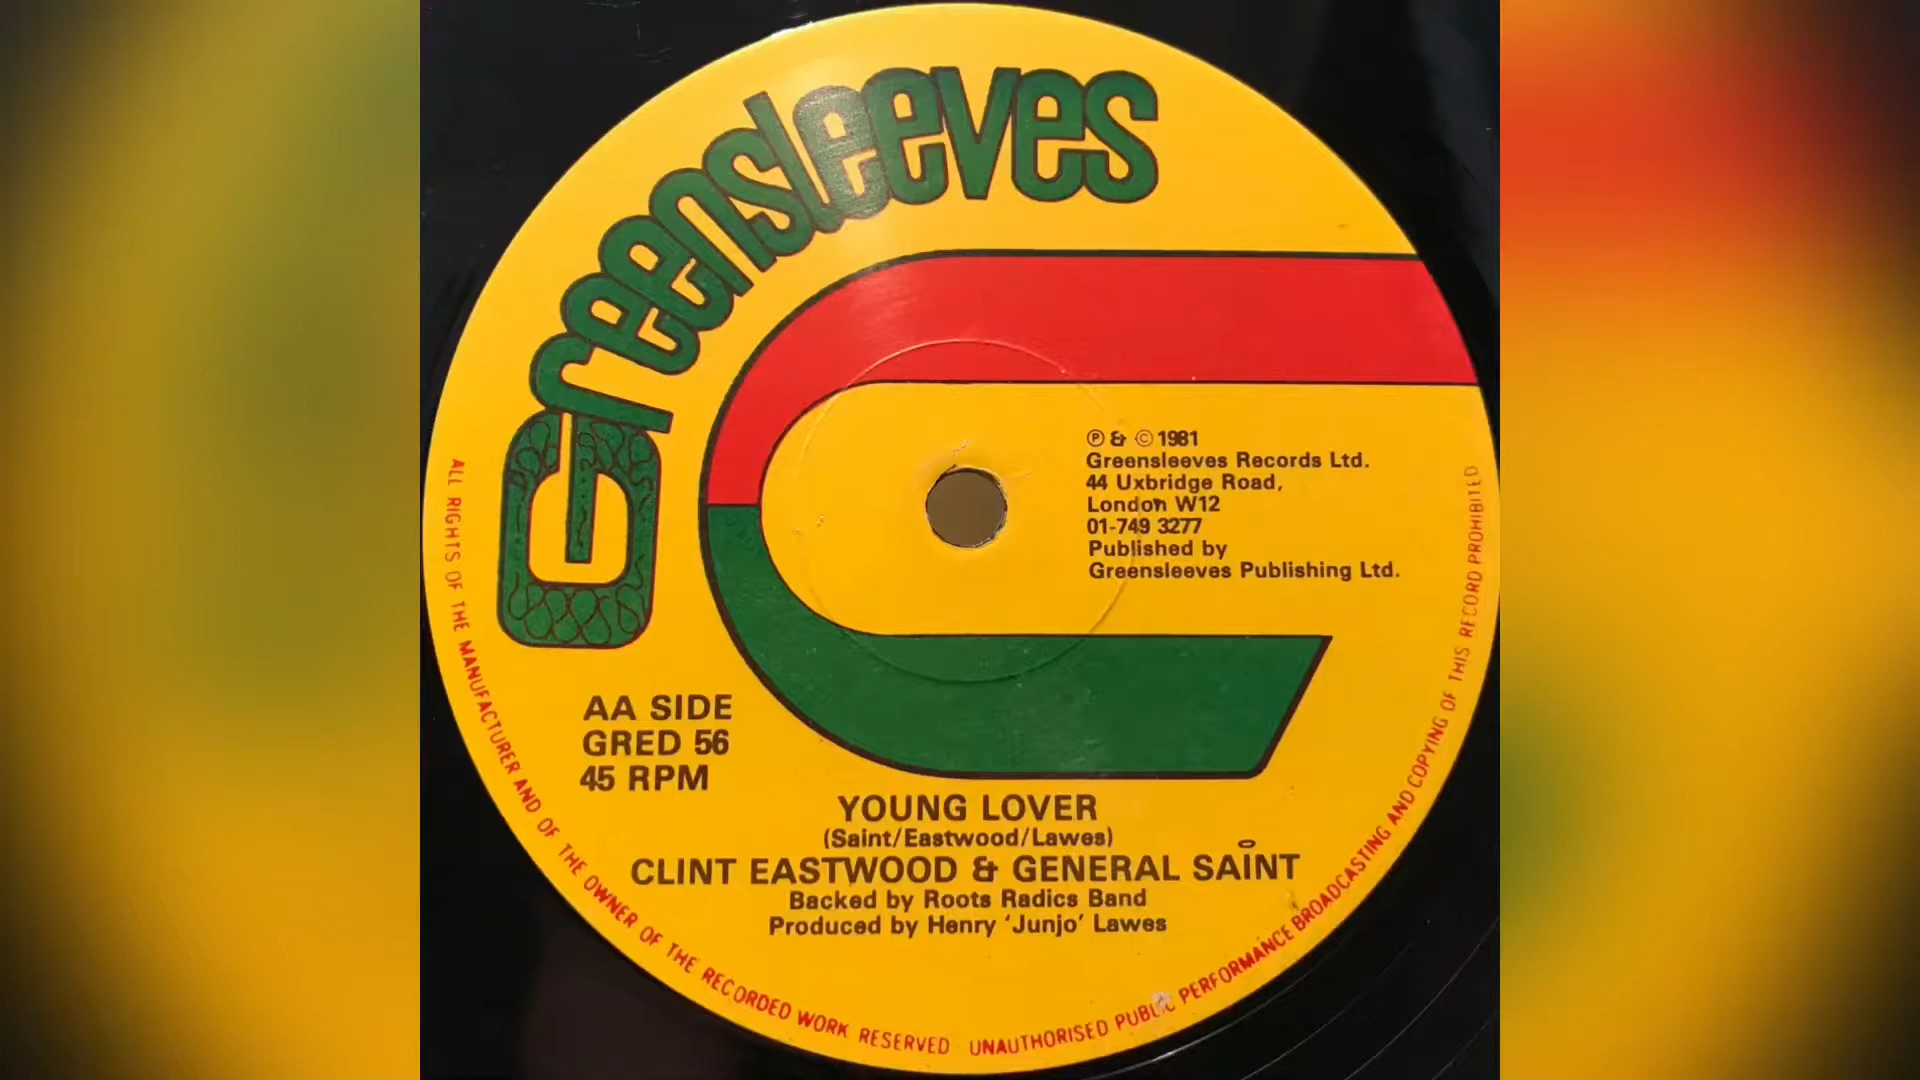 Greensleeves
℗ & © 1981
Greensleeves Records Ltd.
44 Uxbridge Road,
London W12
01-749 3277
Published by
Greensleeves Publishing Ltd.
AA SIDE
GRED 56
45 RPM
YOUNG LOVER
(Saint/Eastwood/Lawes)
CLINT EASTWOOD & GENERAL SAINT
Backed by Roots Radics Band
Produced by Henry ‘Junjo’ Lawes
ALL RIGHTS OF THE MANUFACTURER AND OF THE OWNER OF THE RECORDED WORK RESERVED UNAUTHORISED PUBLIC PERFORMANCE BROADCASTING AND COPYING OF THIS RECORD PROHIBITED